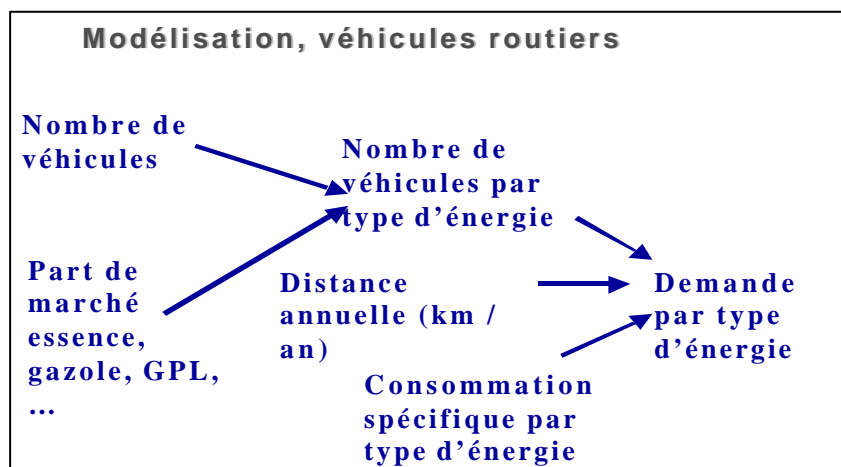 Modélisation, véhicules routiers
Nombre de
véhicules
Nombre de
véhicules par
type d’énergie
Part de
marché
essence,
gazole, GPL,
…
Distance
annuelle (km /
an)
Demande
par type
d’énergie
Consommation
spécifique par
type d’énergie